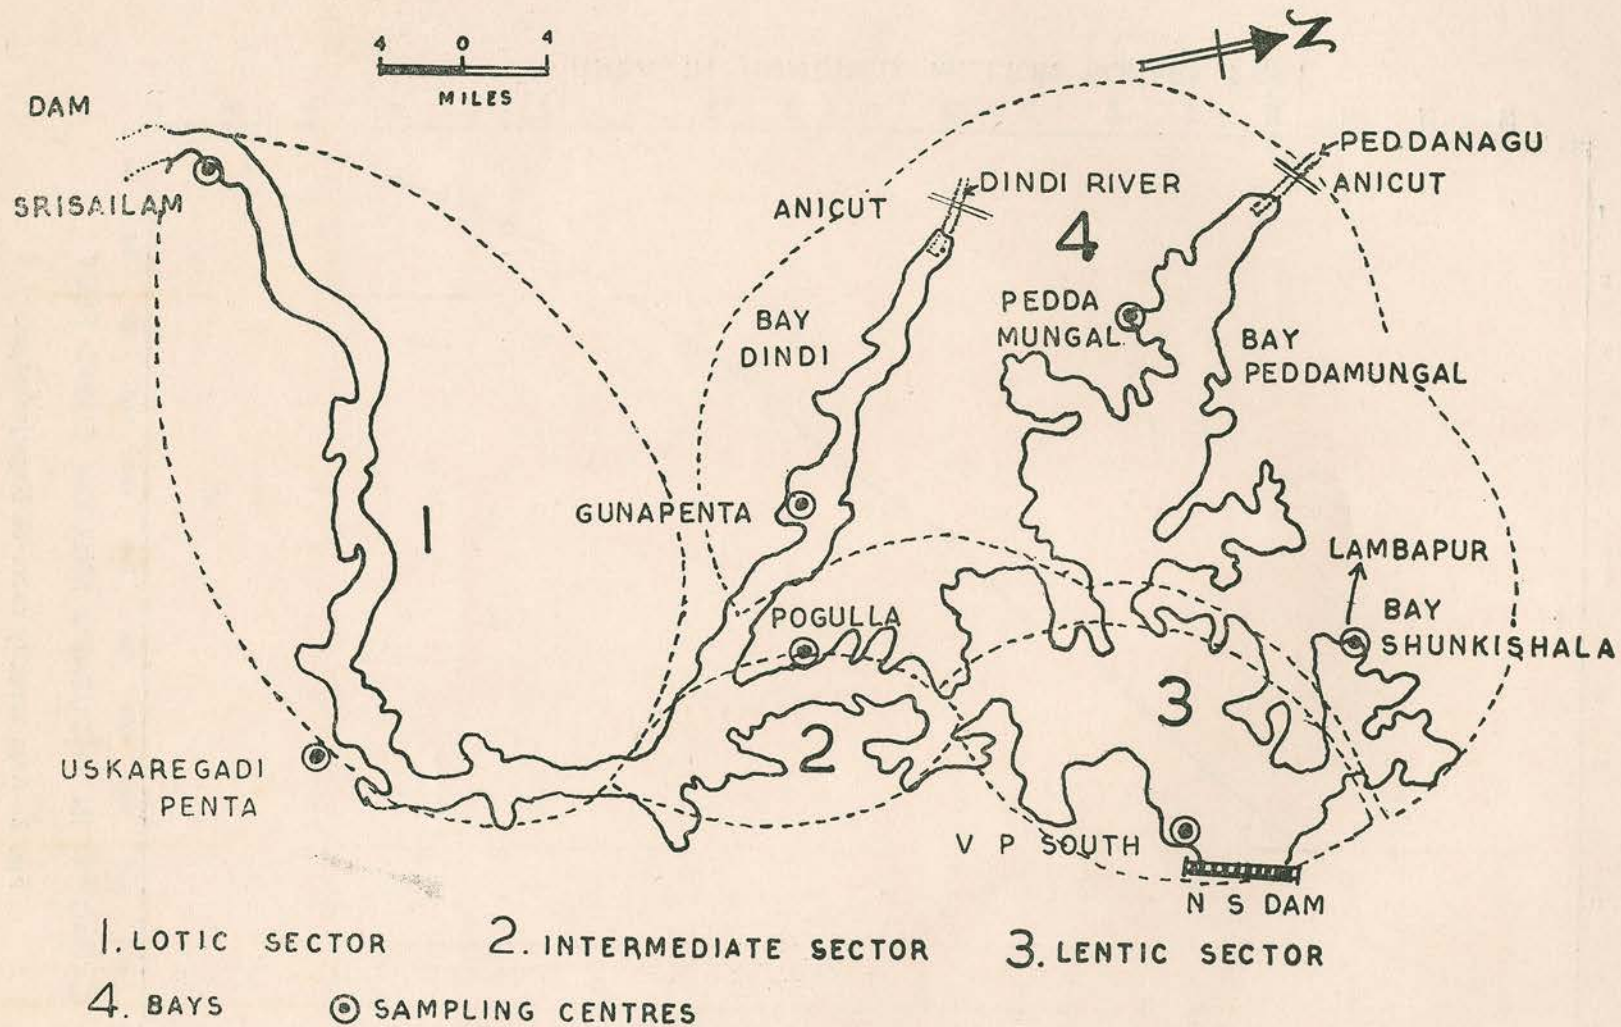 4 0 4
MILES
N
DAM
SRISAILAM
PEDDANAGU
ANICUT
DINDI RIVER
ANICUT
4
PEDDA
MUNGAL
BAY
DINDI
BAY
PEDDAMUNGAL
GUNAPENTA
1
LAMBAPUR
BAY
SHUNKISHALA
POGULLA
3
2
USKAREGADI
PENTA
V P SOUTH
N S DAM
1. LOTIC SECTOR 2. INTERMEDIATE SECTOR 3. LENTIC SECTOR
4. BAYS SAMPLING CENTRES